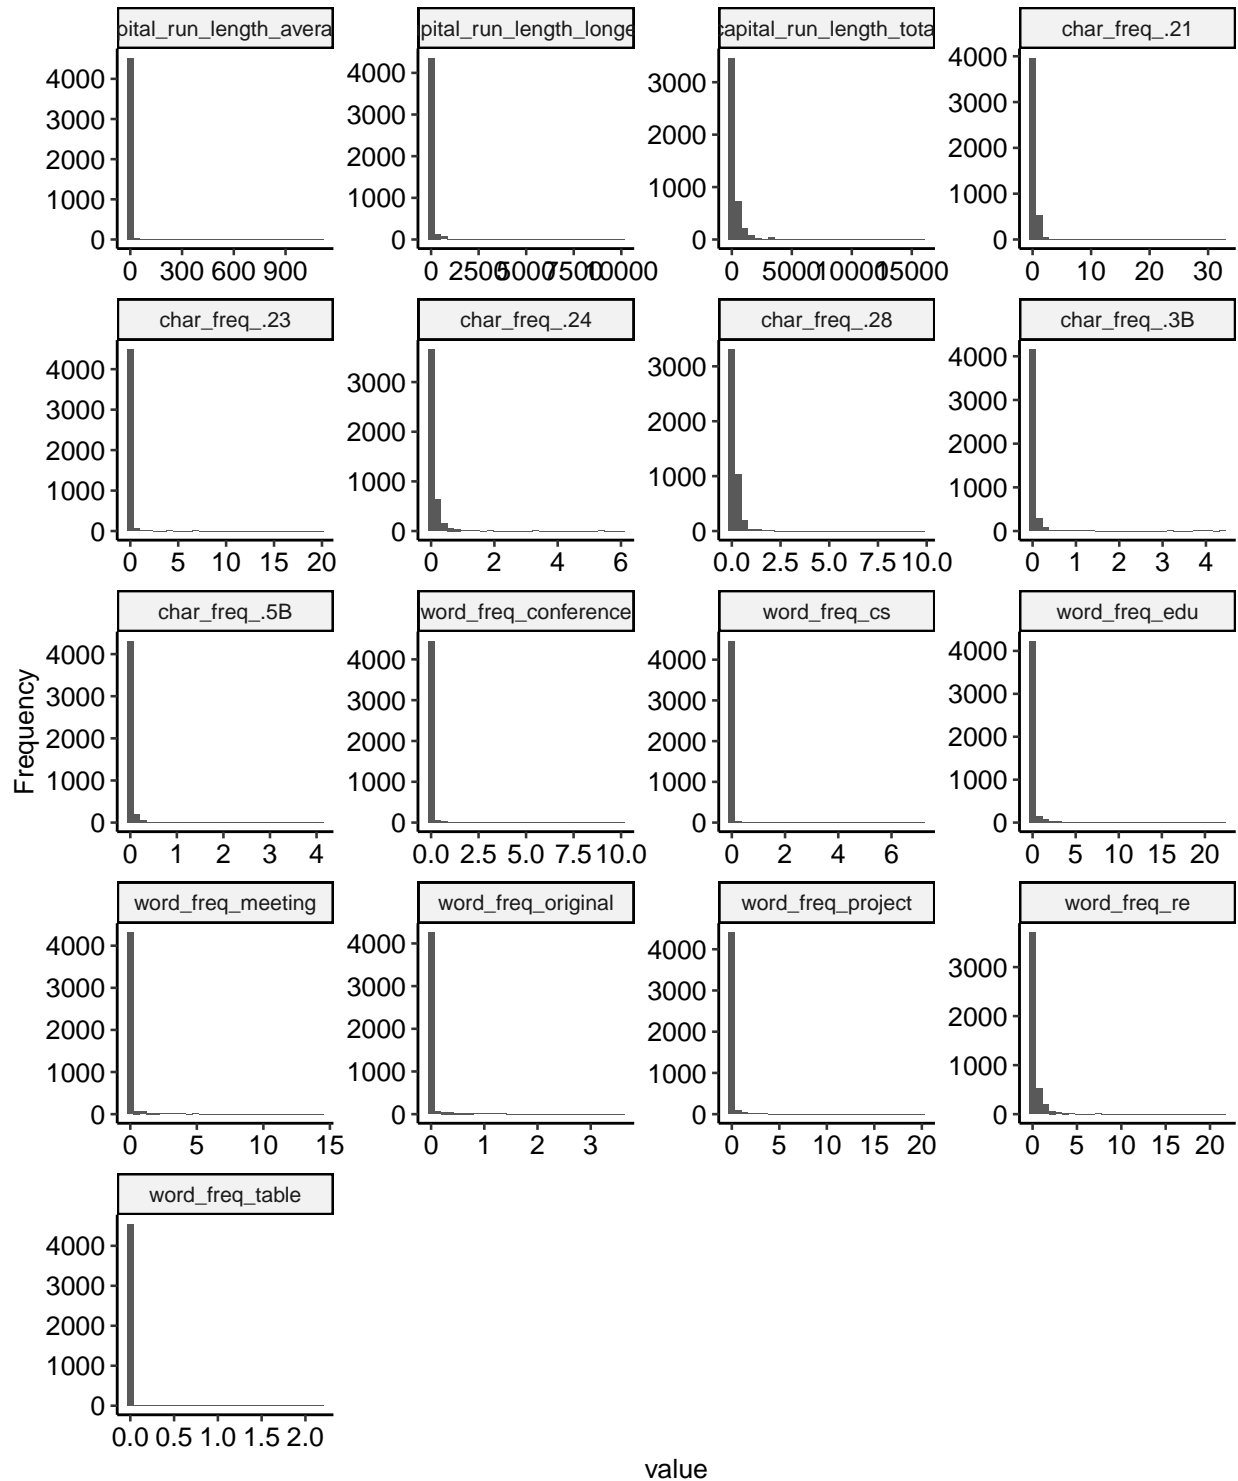 pital_run_length_avera
pital_run_length_longe
capital_run_length_tota
char_freq_.21
4000
3000
2000
1000
0
0 300 600 900
4000
3000
2000
1000
0
0 2500 5000 7500 10000
3000
2000
1000
0
0 5000 10000 15000
4000
3000
2000
1000
0
0 10 20 30
char_freq_.23
char_freq_.24
char_freq_.28
char_freq_.3B
4000
3000
2000
1000
0
0 5 10 15 20
3000
2000
1000
0
0 2 4 6
3000
2000
1000
0
0.0 2.5 5.0 7.5 10.0
4000
3000
2000
1000
0
0 1 2 3 4
char_freq_.5B
word_freq_conference
word_freq_cs
word_freq_edu
Frequency
4000
3000
2000
1000
0
0 1 2 3 4
4000
3000
2000
1000
0
0.0 2.5 5.0 7.5 10.0
4000
3000
2000
1000
0
0 2 4 6
4000
3000
2000
1000
0
0 5 10 15 20
word_freq_meeting
word_freq_original
word_freq_project
word_freq_re
4000
3000
2000
1000
0
0 5 10 15
4000
3000
2000
1000
0
0 1 2 3
4000
3000
2000
1000
0
0 5 10 15 20
3000
2000
1000
0
0 5 10 15 20
word_freq_table
4000
3000
2000
1000
0
0.0 0.5 1.0 1.5 2.0
value